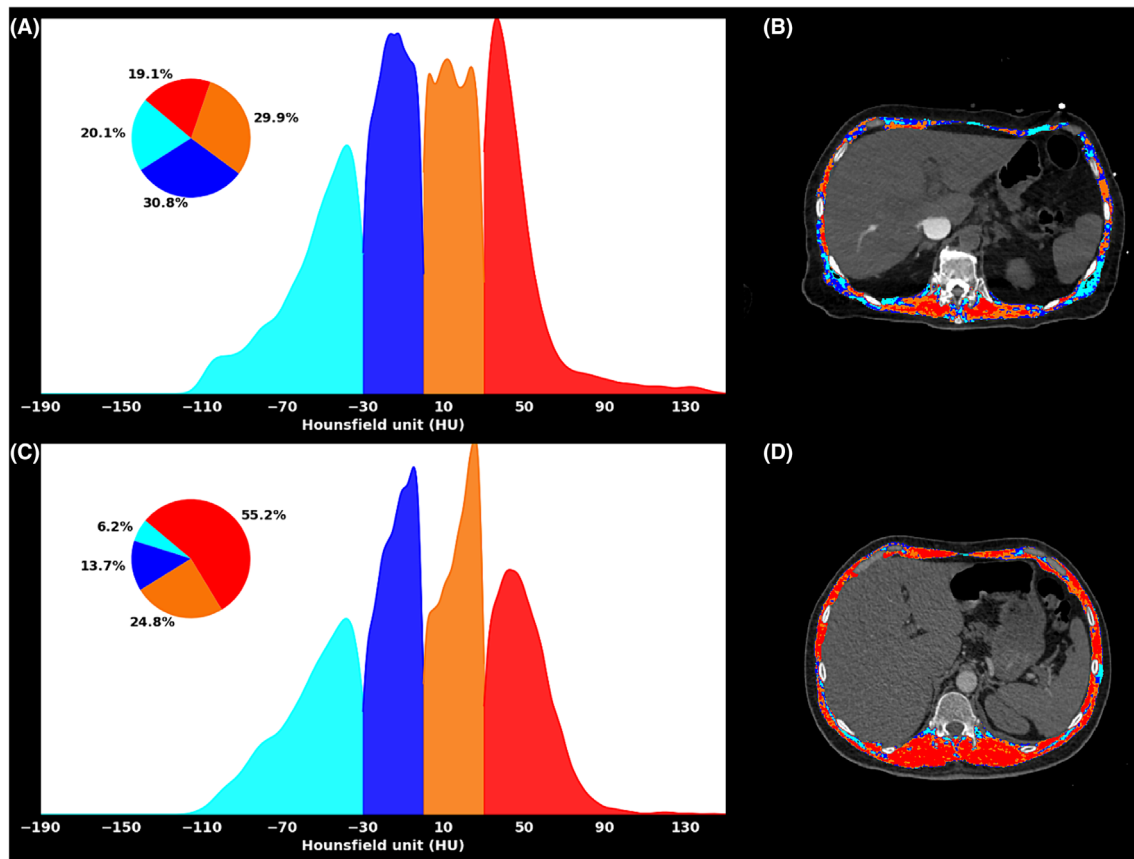 (A)
(B)
19.1%
29.9%
20.1%
30.8%
−190 −150 −110 −70 −30 10 50 90 130
Hounsfield unit (HU)
(C)
(D)
55.2%
6.2%
13.7%
24.8%
−190 −150 −110 −70 −30 10 50 90 130
Hounsfield unit (HU)